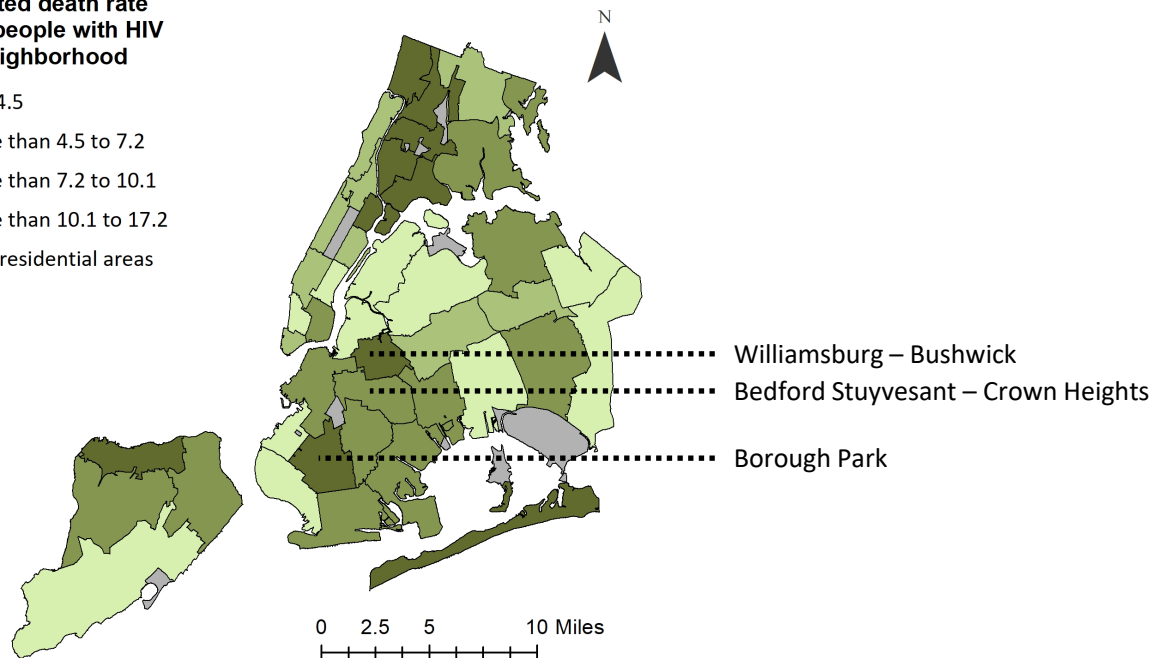 ted death rate
people with HIV
ighborhood
4.5
e than 4.5 to 7.2
e than 7.2 to 10.1
e than 10.1 to 17.2
residential areas
N
Williamsburg – Bushwick
Bedford Stuyvesant – Crown Heights
Borough Park
0 2.5 5 10 Miles